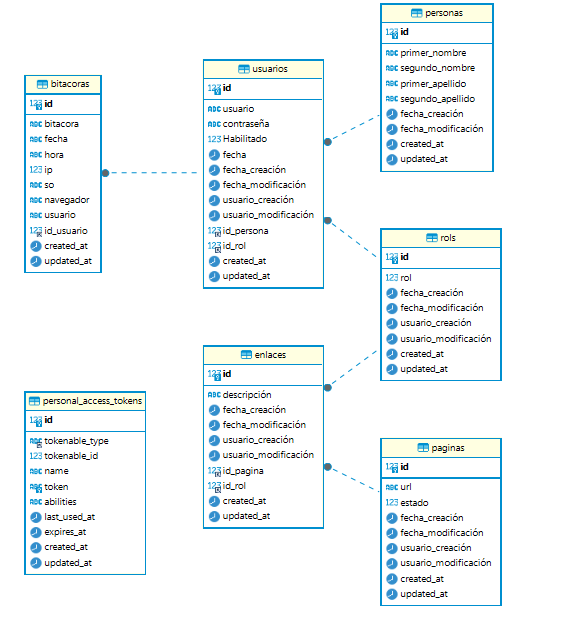 bitacoras
123 id
ABC bitacora
ABC fecha
ABC hora
123 ip
ABC so
ABC navegador
ABC usuario
123 id_usuario
created_at
updated_at
usuarios
123 id
ABC usuario
ABC contraseña
123 Habilitado
fecha
fecha_creación
fecha_modificación
usuario_creación
usuario_modificación
123 id_persona
123 id_rol
created_at
updated_at
personas
123 id
ABC primer_nombre
ABC segundo_nombre
ABC primer_apellido
ABC segundo_apellido
fecha_creación
fecha_modificación
created_at
updated_at
rols
123 id
123 rol
fecha_creación
fecha_modificación
usuario_creación
usuario_modificación
created_at
updated_at
enlaces
123 id
ABC descripción
fecha_creación
fecha_modificación
usuario_creación
usuario_modificación
123 id_pagina
123 id_rol
created_at
updated_at
personal_access_tokens
123 id
ABC tokenable_type
123 tokenable_id
ABC name
ABC token
ABC abilities
last_used_at
expires_at
created_at
updated_at
paginas
123 id
ABC url
123 estado
fecha_creación
fecha_modificación
usuario_creación
usuario_modificación
created_at
updated_at